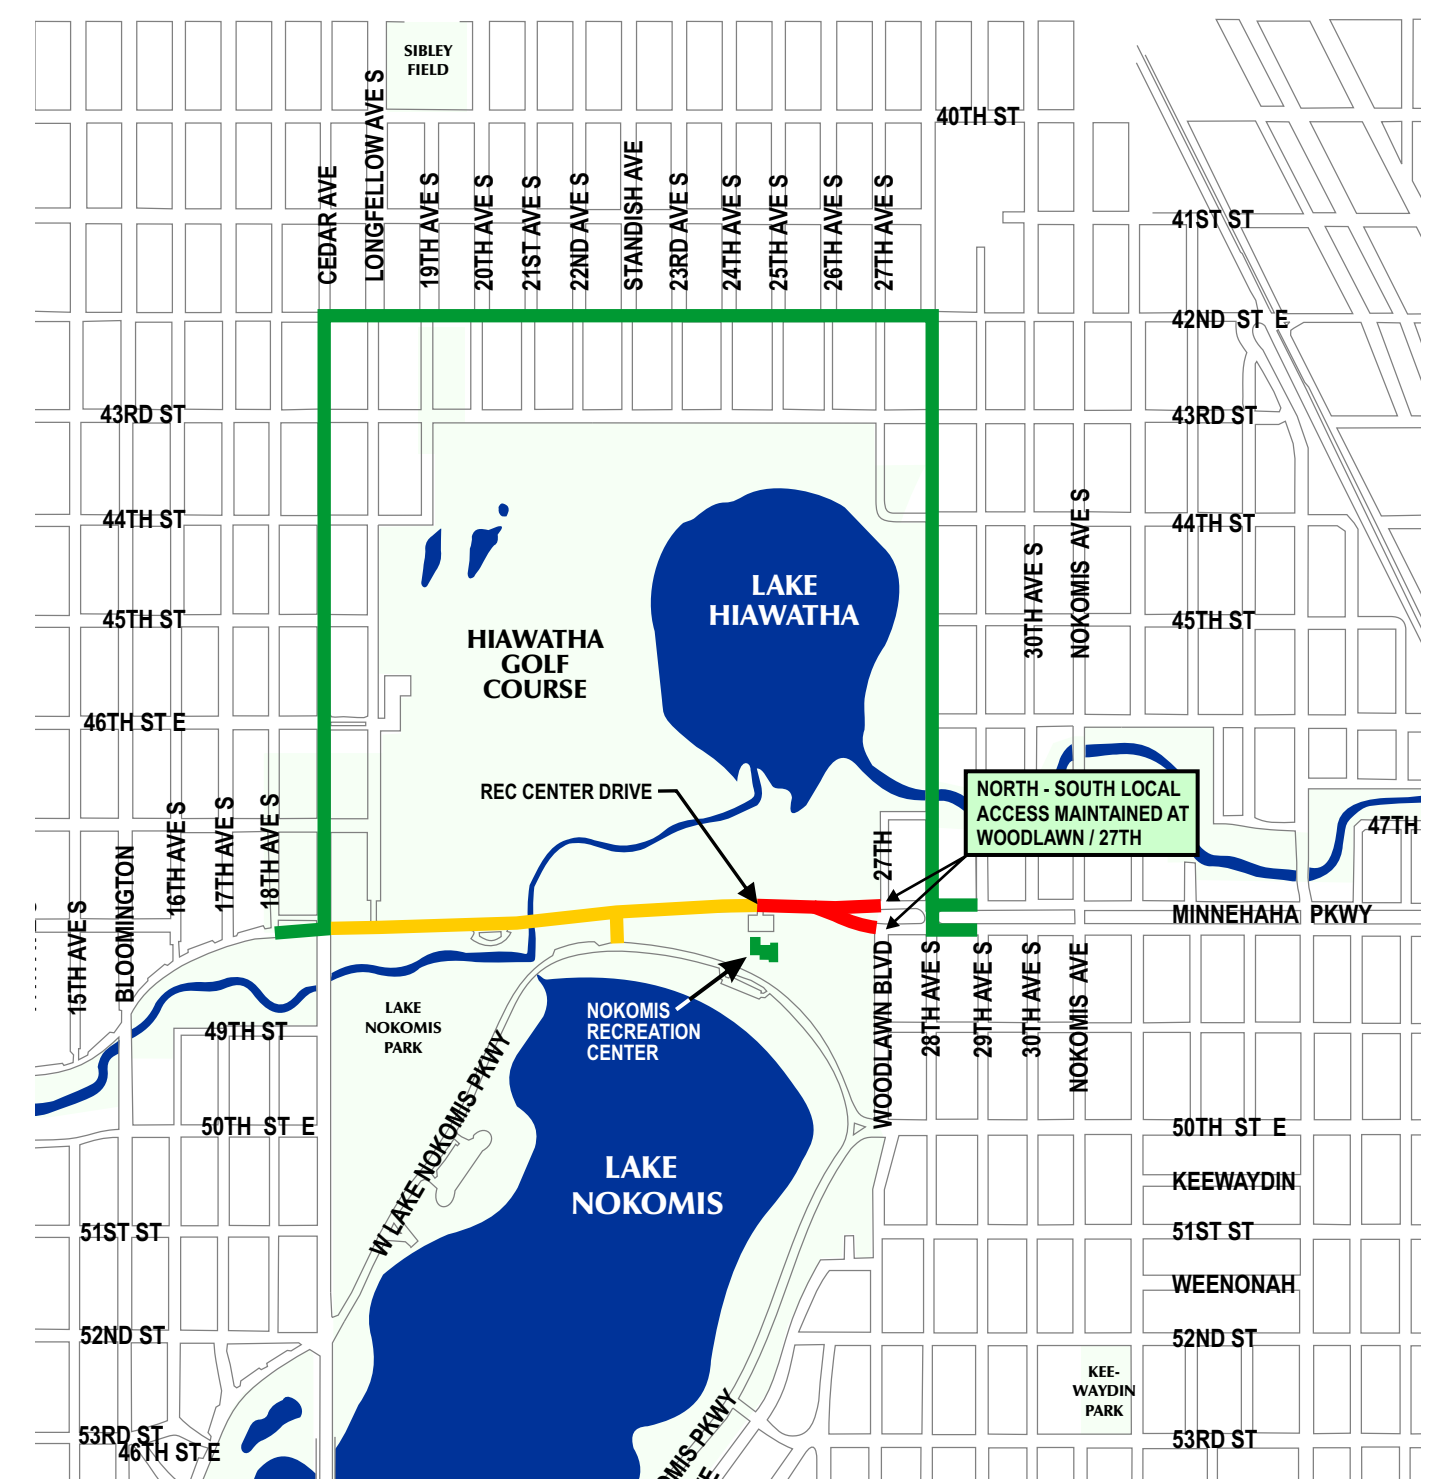 SIBLEY
FIELD
40TH ST
CEDAR AVE
LONGFELLOW AVE S
19TH AVE S
20TH AVE S
21ST AVE S
22ND AVE S
STANDISH AVE
23RD AVE S
24TH AVE S
25TH AVE S
26TH AVE S
27TH AVE S
41ST ST
42ND ST E
43RD ST
43RD ST
44TH ST
44TH ST
45TH ST
45TH ST
30TH AVE S
NOKOMIS AVE S
LAKE
HIAWATHA
HIAWATHA
GOLF
COURSE
46TH ST E
REC CENTER DRIVE
NORTH - SOUTH LOCAL
ACCESS MAINTAINED AT
WOODLAWN / 27TH
47TH
27TH
16TH AVE S
17TH AVE S
18TH AVE S
15TH AVE S
BLOOMINGTON
MINNEHAHA PKWY
LAKE
NOKOMIS
PARK
NOKOMIS
RECREATION
CENTER
WOODLAWN BLVD
28TH AVE S
29TH AVE S
30TH AVE S
NOKOMIS AVE
49TH ST
50TH ST E
50TH ST E
W LAKE NOKOMIS PKWY
LAKE
NOKOMIS
KEEWAYDIN
51ST ST
51ST ST
WEENONAH
52ND ST
52ND ST
KEE-
WAYDIN
PARK
53RD ST
46TH ST E
53RD ST
OMIS PKWY